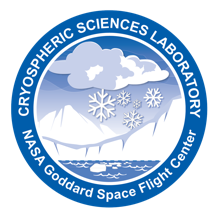 CRYOSPHERIC SCIENCES LABORATORY
NASA Goddard Space Flight Center